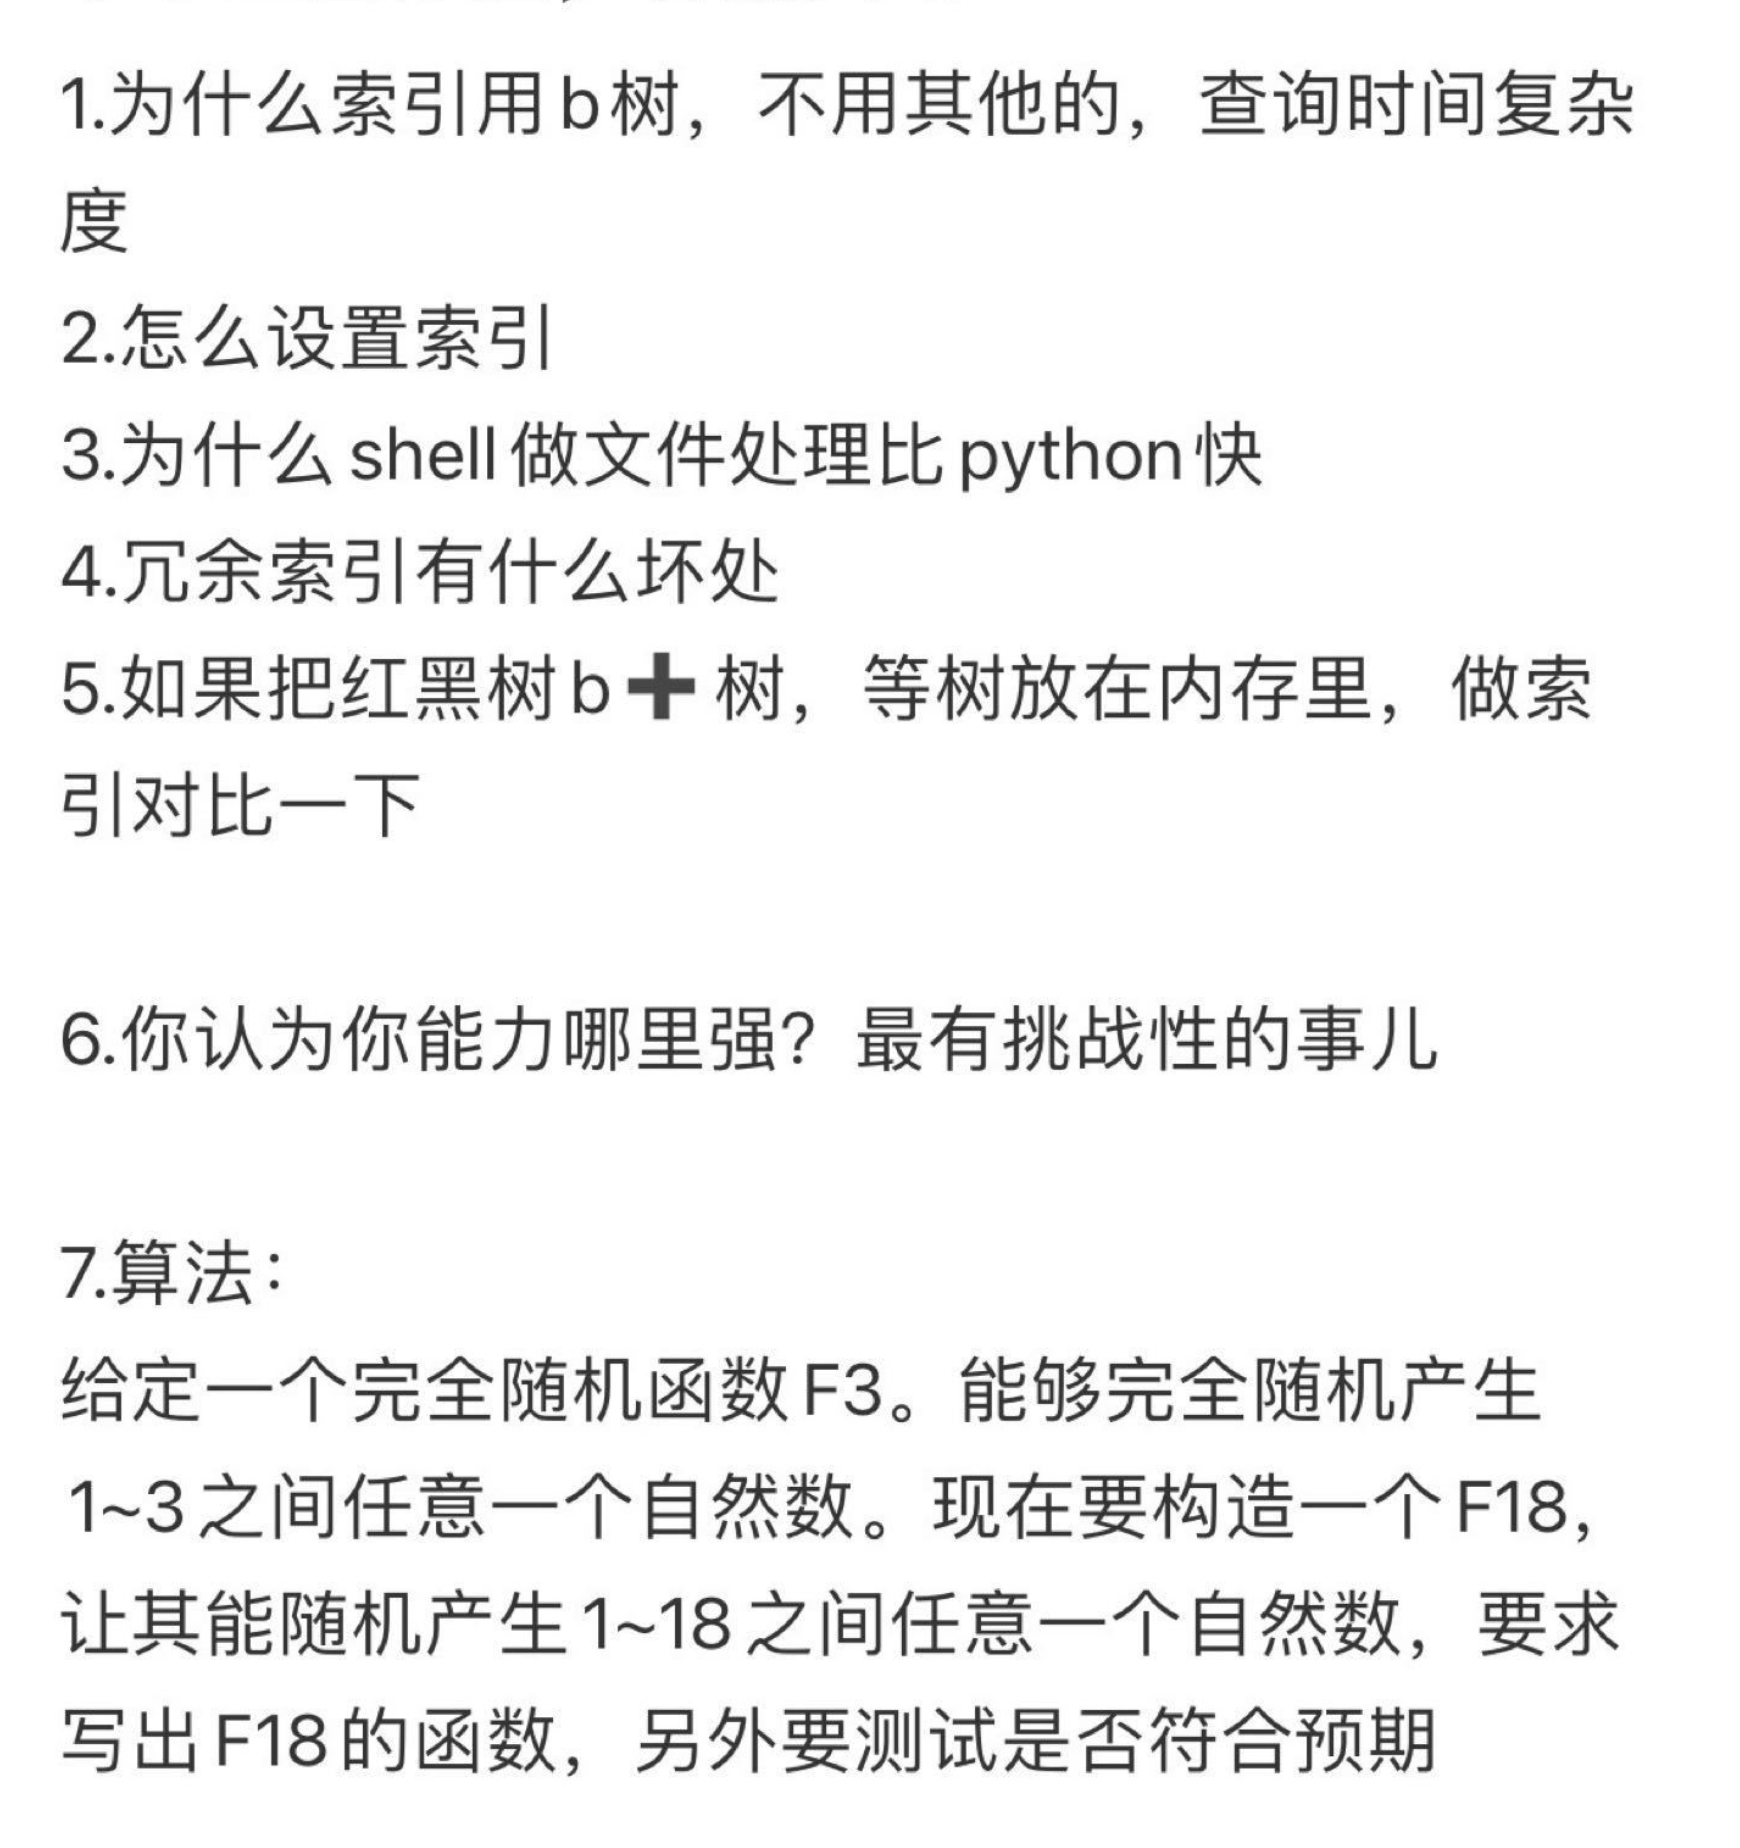 1.为什么索引用b树，不用其他的，查询时间复杂
度
2.怎么设置索引
3.为什么shell做文件处理比python快
4.冗余索引有什么坏处
5.如果把红黑树b➕树，等树放在内存里，做索
引对比一下
6.你认为你能力哪里强？最有挑战性的事儿
7.算法：
给定一个完全随机函数F3。能够完全随机产生
1~3之间任意一个自然数。现在要构造一个F18，
让其能随机产生1~18之间任意一个自然数，要求
写出F18的函数，另外要测试是否符合预期